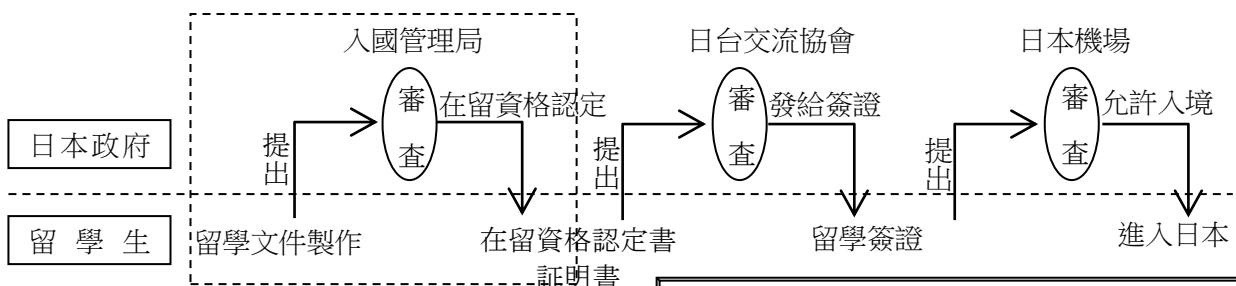 入國管理局
日台交流協會
日本機場
審查
在留資格認定
審查
發給簽證
審查
允許入境
日本政府
提出
提出
提出
留學生
留學文件製作
在留資格認定書
証明書
留學簽證
進入日本